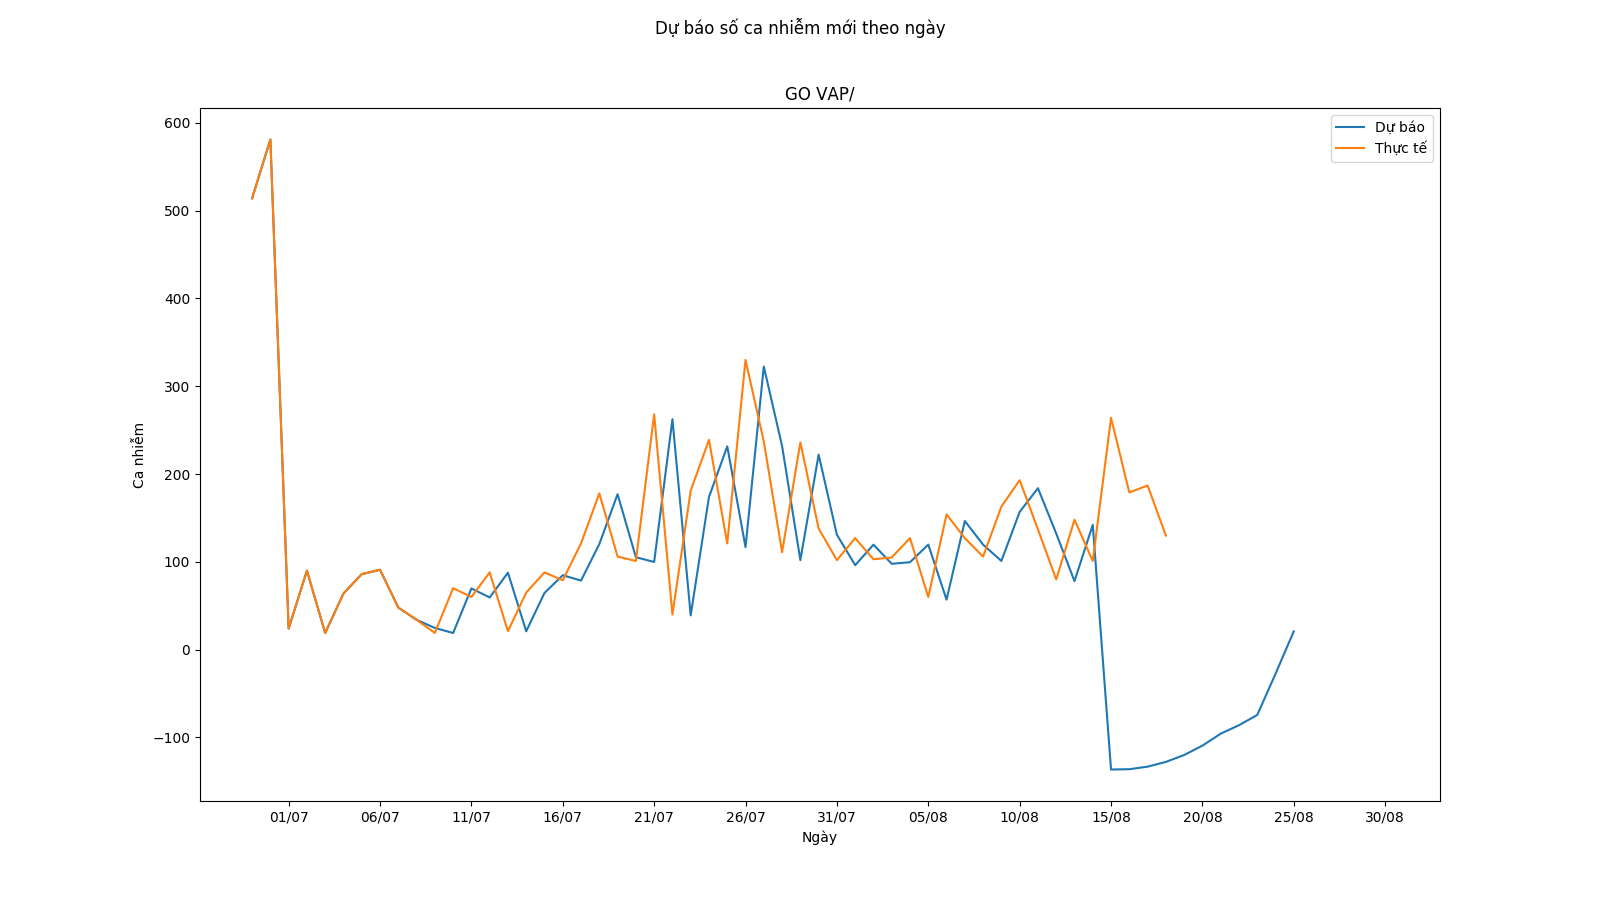 Dự báo số ca nhiễm mới theo ngày
GO VAP/
Dự báo
Thực tế
600
500
400
300
200
100
0
−100
Ca nhiễm
01/07 06/07 11/07 16/07 21/07 26/07 31/07 05/08 10/08 15/08 20/08 25/08 30/08
Ngày